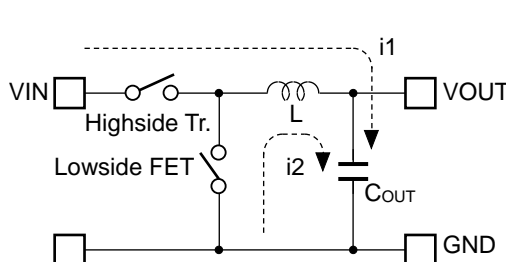 i1
VIN
VOUT
L
Highside Tr.
Lowside FET
i2
COUT
GND